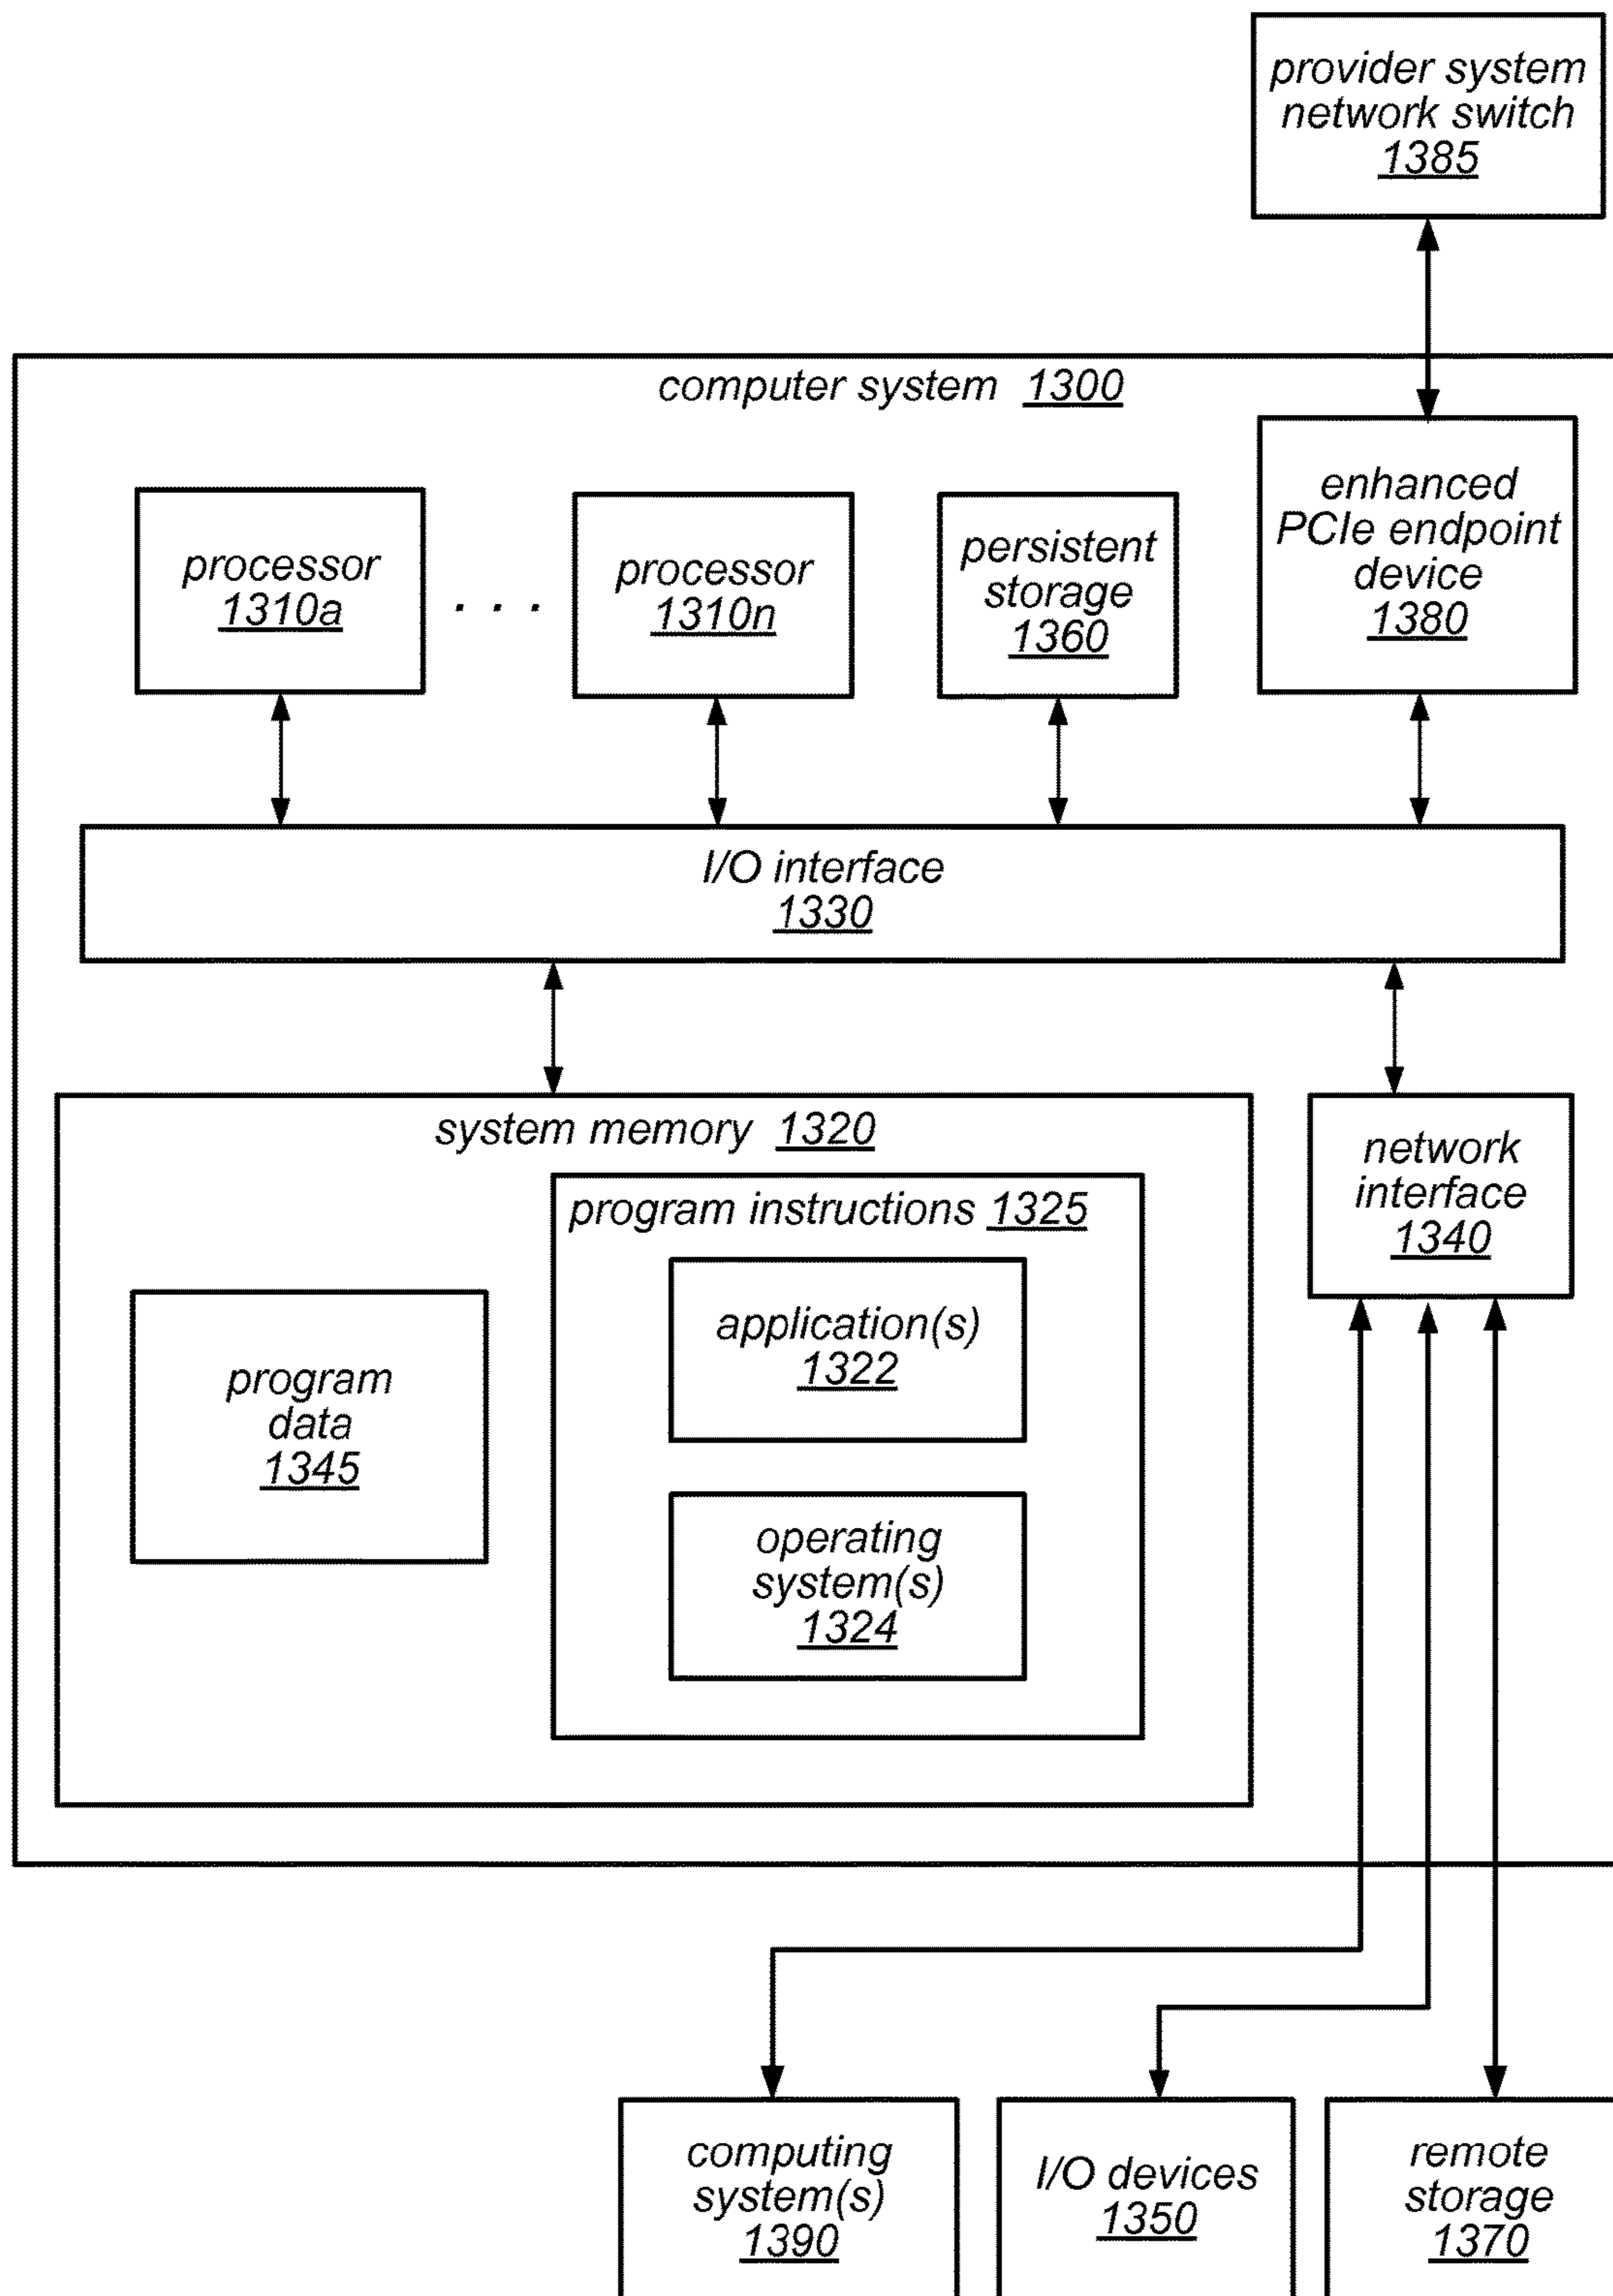 provider system
network switch
1385
computer system 1300
processor
1310a
. . .
processor
1310n
persistent
storage
1360
enhanced
PCIe endpoint
device
1380
I/O interface
1330
system memory 1320
program instructions 1325
application(s)
1322
program
data
1345
operating
system(s)
1324
network
interface
1340
computing
system(s)
1390
I/O devices
1350
remote
storage
1370